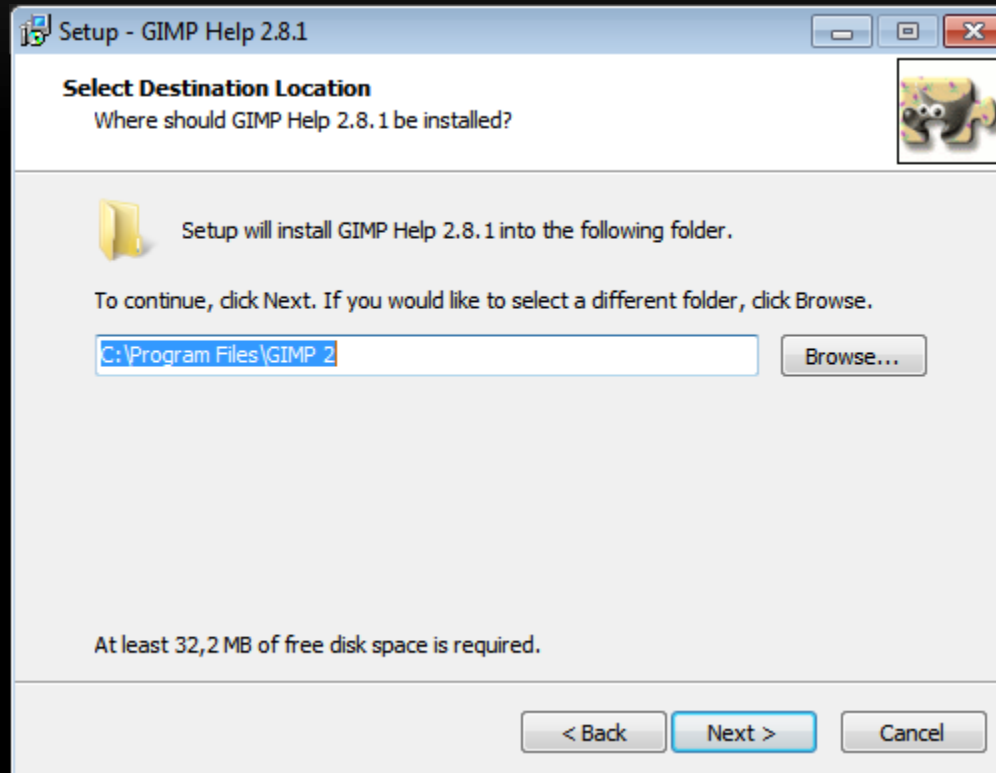 Setup - GIMP Help 2.8.1
Select Destination Location
Where should GIMP Help 2.8.1 be installed?
Setup will install GIMP Help 2.8.1 into the following folder.
To continue, click Next. If you would like to select a different folder, click Browse.
C:\Program Files\GIMP 2
Browse...
At least 32,2 MB of free disk space is required.
< Back
Next >
Cancel